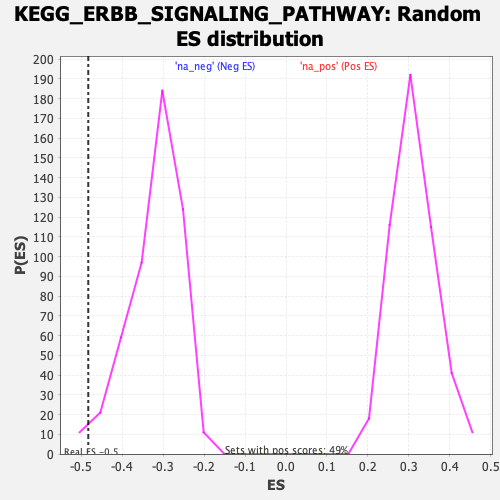 KEGG_ERBB_SIGNALING_PATHWAY: Random
ES distribution
'na_neg' (Neg ES)
'na_pos' (Pos ES)
200
190
180
170
160
150
140
130
120
110
100
90
80
70
60
50
40
30
20
10
0
P(ES)
Real ES -0.5
Sets with pos scores: 49%
-0.5 -0.4 -0.3 -0.2 -0.1 0.0 0.1 0.2 0.3 0.4 0.5
ES